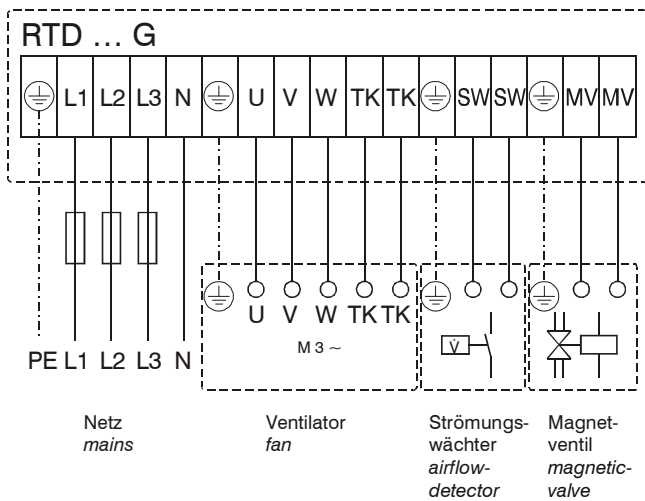 RTD ... G
L1 L2 L3 N U V W TK TK SW SW MV MV
U V W TK TK
M 3 ~
V̇
PE L1 L2 L3 N
Netz
mains
Ventilator
fan
Strömungs-
wächter
airflow-
detector
Magnet-
ventil
magnetic-
valve